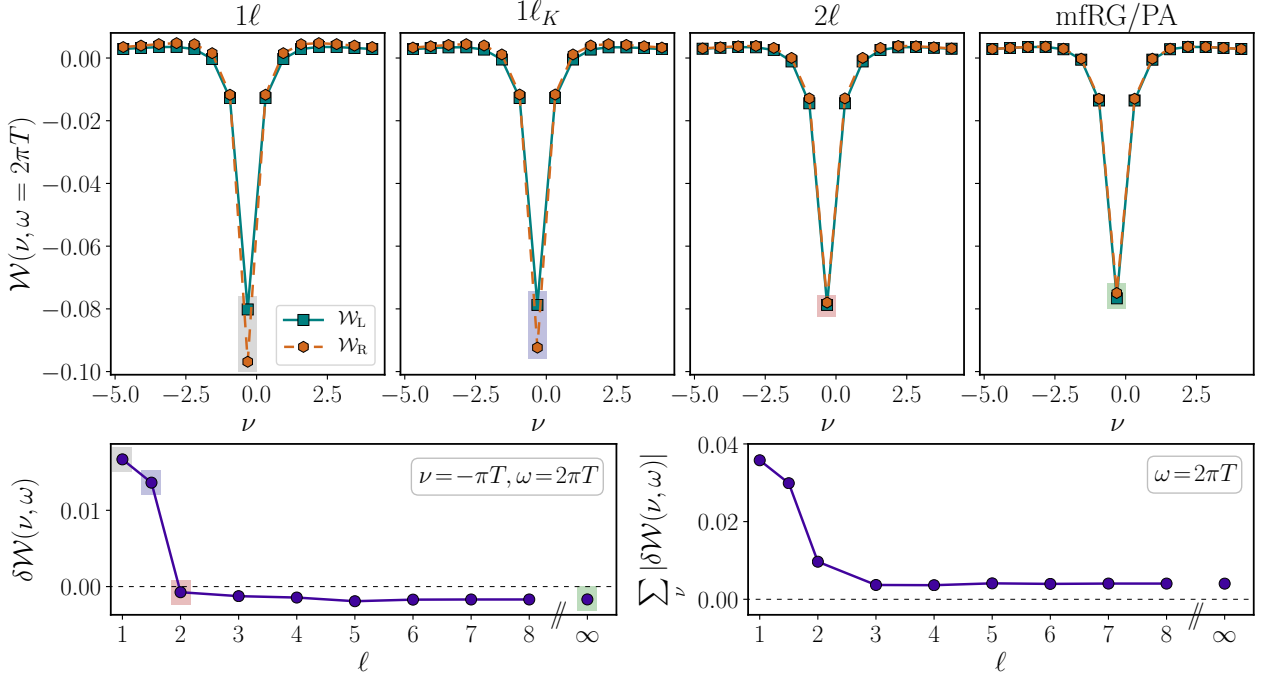 1ℓ 1ℓ_K 2ℓ mfRG/PA
𝒲(ν, ω = 2πT)
0.00
−0.02
−0.04
−0.06
−0.08
−0.10
𝒲_L
𝒲_R
−5.0 −2.5 0.0 2.5 −5.0 −2.5 0.0 2.5 −5.0 −2.5 0.0 2.5 −5.0 −2.5 0.0 2.5
ν ν ν ν
δ𝒲(ν, ω)
0.01
0.00
ν = −πT, ω = 2πT
1 2 3 4 5 6 7 8 // ∞
ℓ
∑_ν |δ𝒲(ν, ω)|
0.04
0.02
0.00
ω = 2πT
1 2 3 4 5 6 7 8 // ∞
ℓ